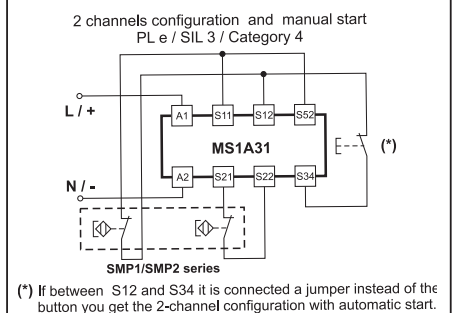 2 channels configuration and manual start
PL e / SIL 3 / Category 4
L / +
A1 S11 S12 S52
MS1A31
(*)
N / -
A2 S21 S22 S34
SMP1/SMP2 series
(*) If between S12 and S34 it is connected a jumper instead of the
button you get the 2-channel configuration with automatic start.